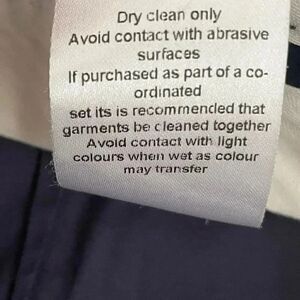 Dry clean only
Avoid contact with abrasive
surfaces
If purchased as part of a co-
ordinated
set its is recommended that
garments be cleaned together
Avoid contact with light
colours when wet as colour
may transfer